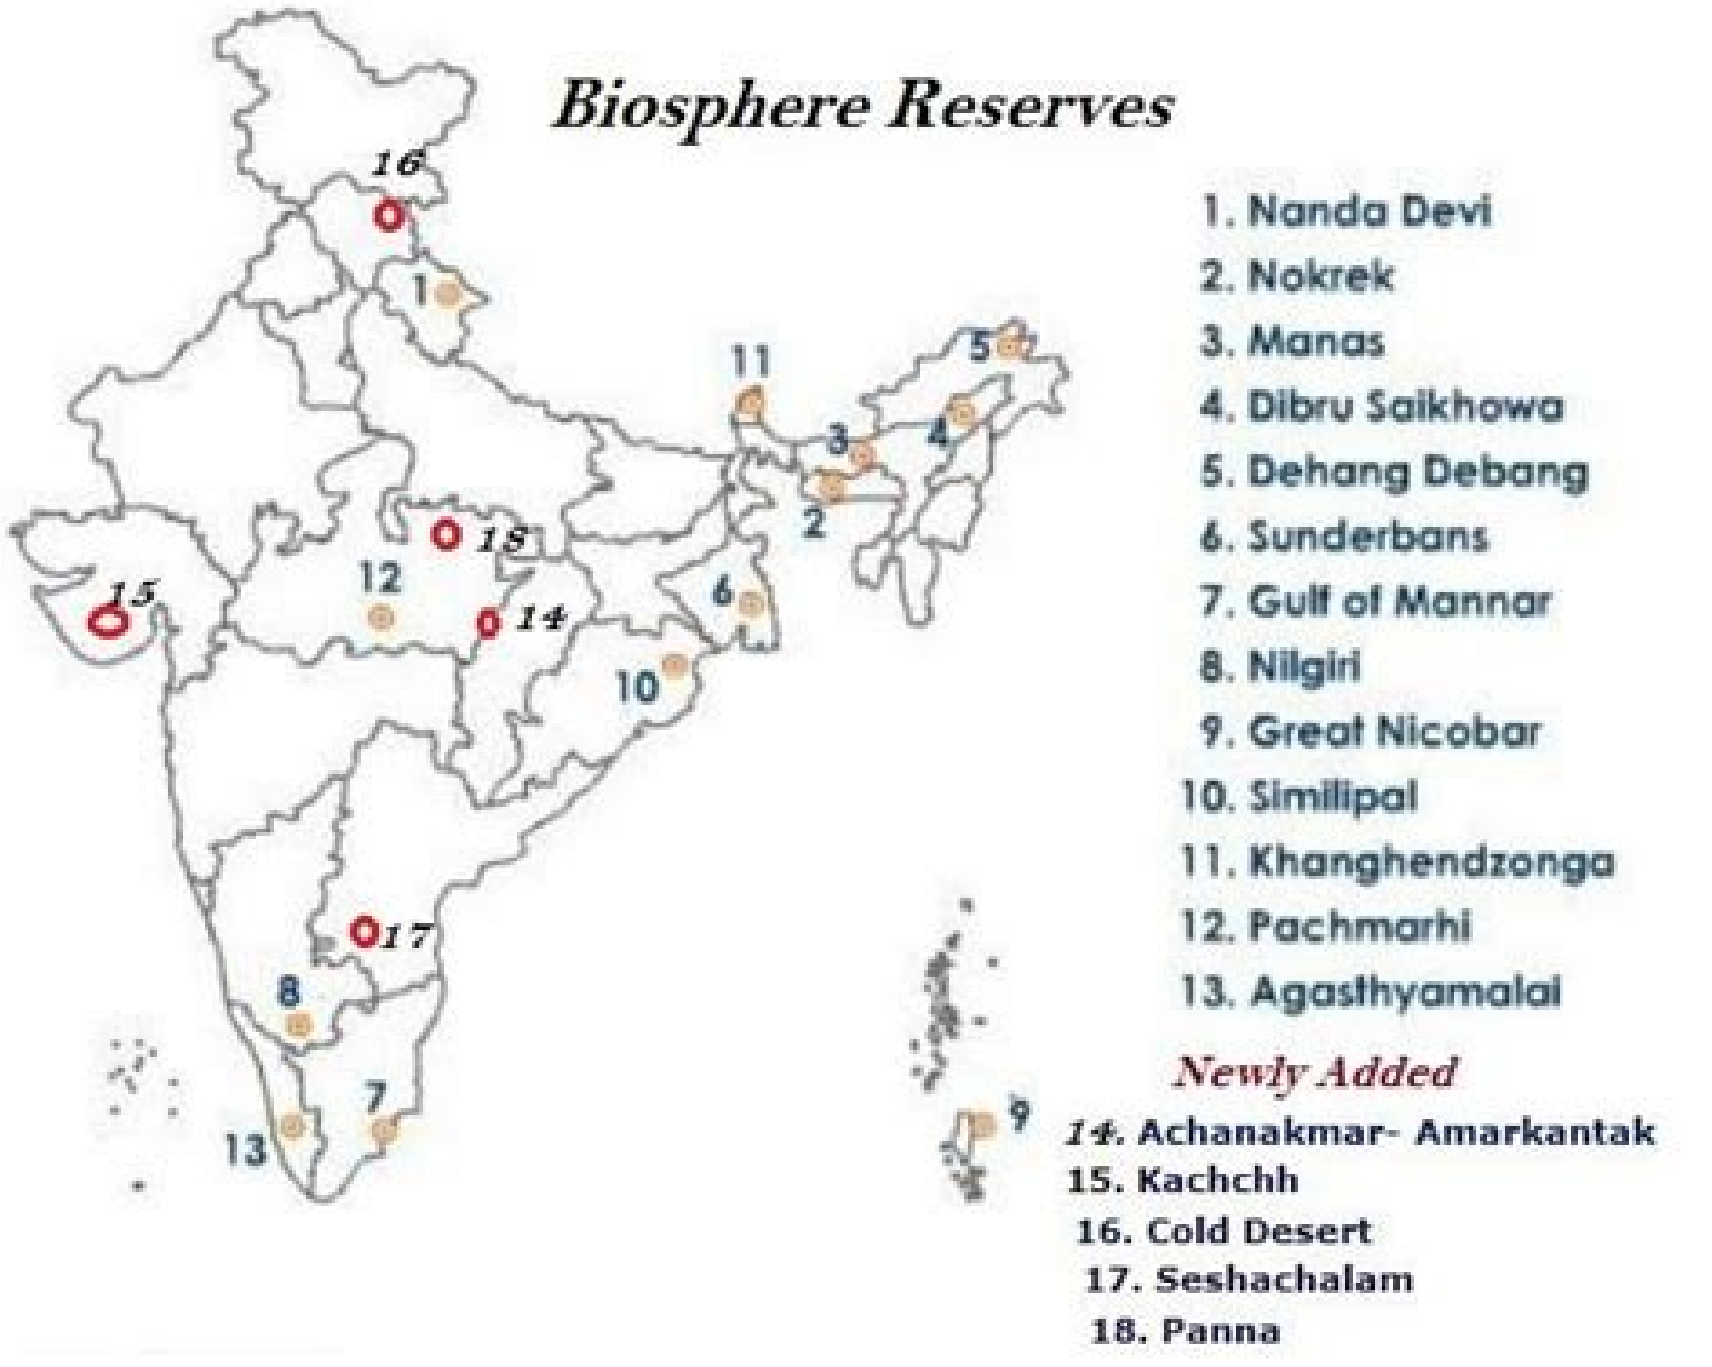 Biosphere Reserves
16
1
11
5
3
4
2
18
12
15
14
6
10
17
8
7
13
9
1. Nanda Devi
2. Nokrek
3. Manas
4. Dibru Saikhowa
5. Dehang Debang
6. Sunderbans
7. Gulf of Mannar
8. Nilgiri
9. Great Nicobar
10. Similipal
11. Khanghendzonga
12. Pachmarhi
13. Agasthyamalai
Newly Added
14. Achanakmar- Amarkantak
15. Kachchh
16. Cold Desert
17. Seshachalam
18. Panna